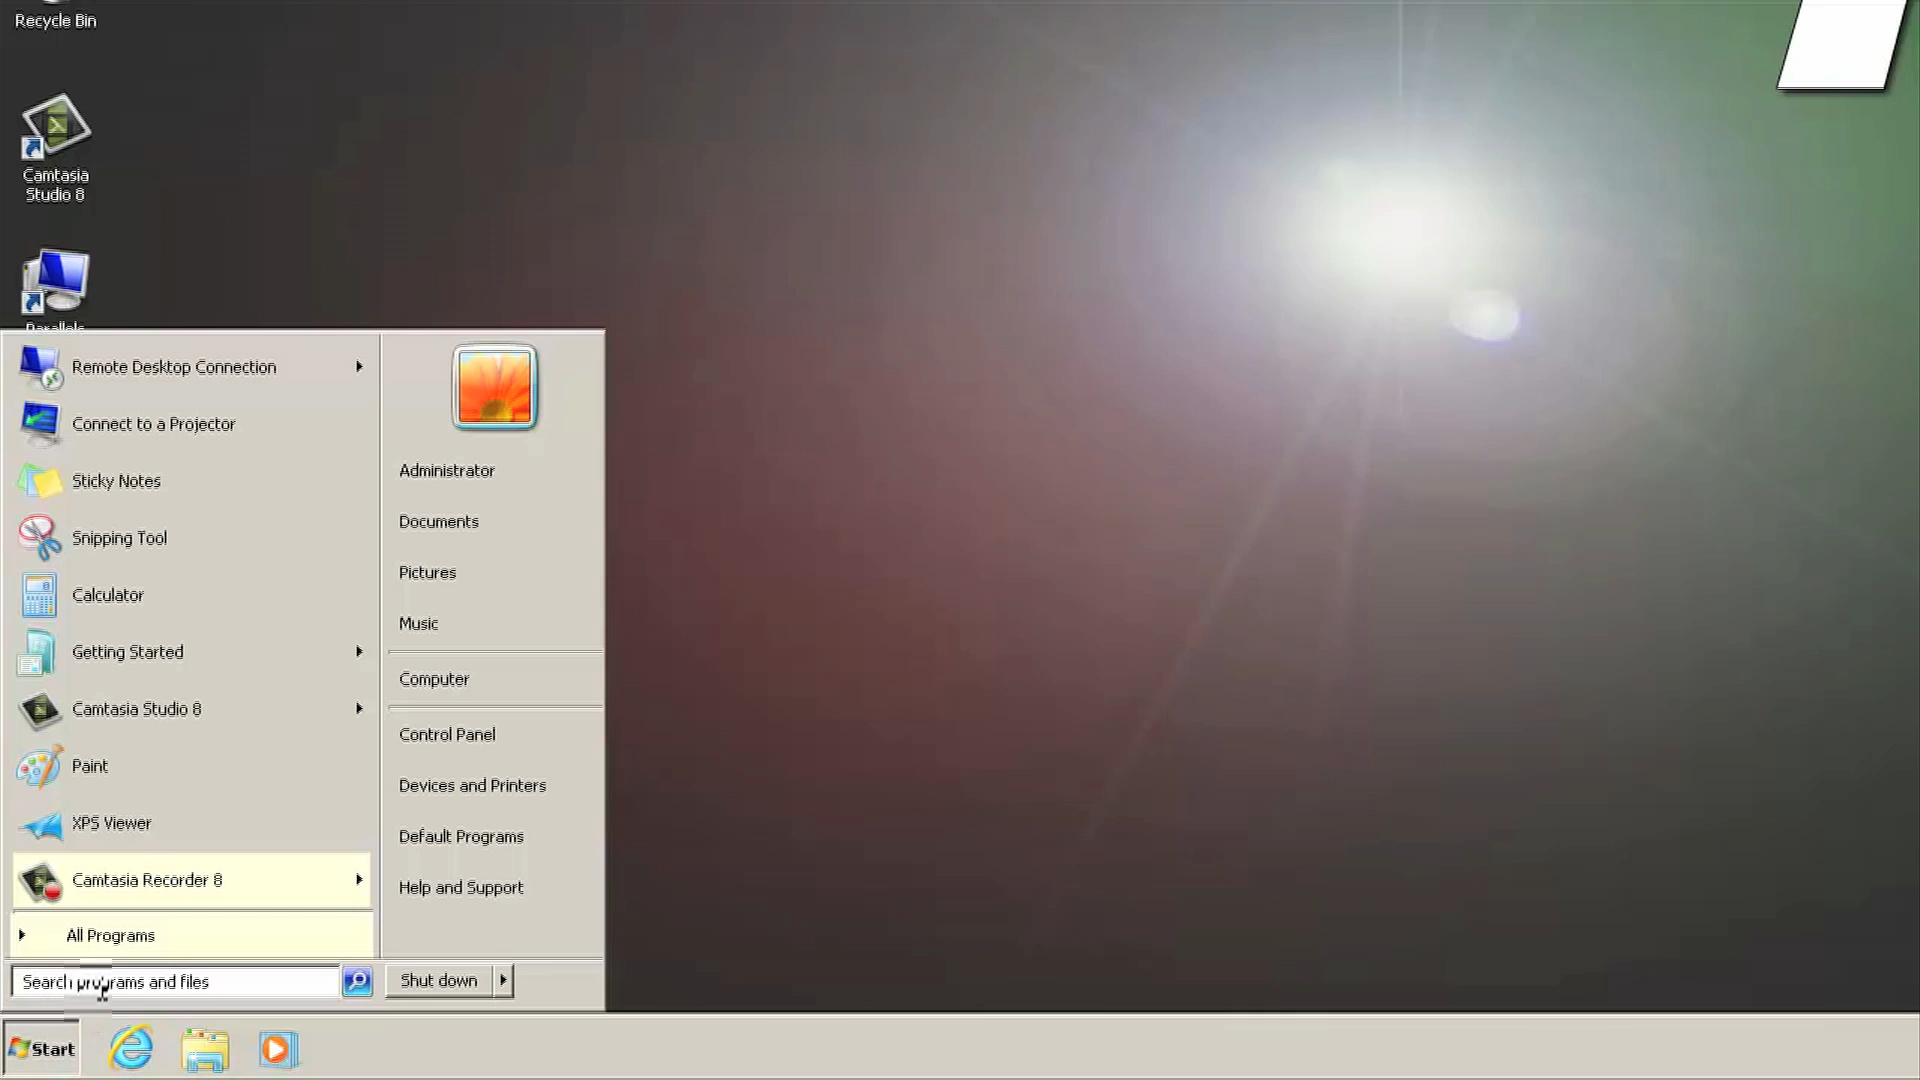 Recycle Bin
Camtasia
Studio 8
Parallels
Remote Desktop Connection
Connect to a Projector
Sticky Notes
Snipping Tool
Calculator
Getting Started
Camtasia Studio 8
Paint
XPS Viewer
Camtasia Recorder 8
All Programs
Search programs and files
Administrator
Documents
Pictures
Music
Computer
Control Panel
Devices and Printers
Default Programs
Help and Support
Shut down
Start